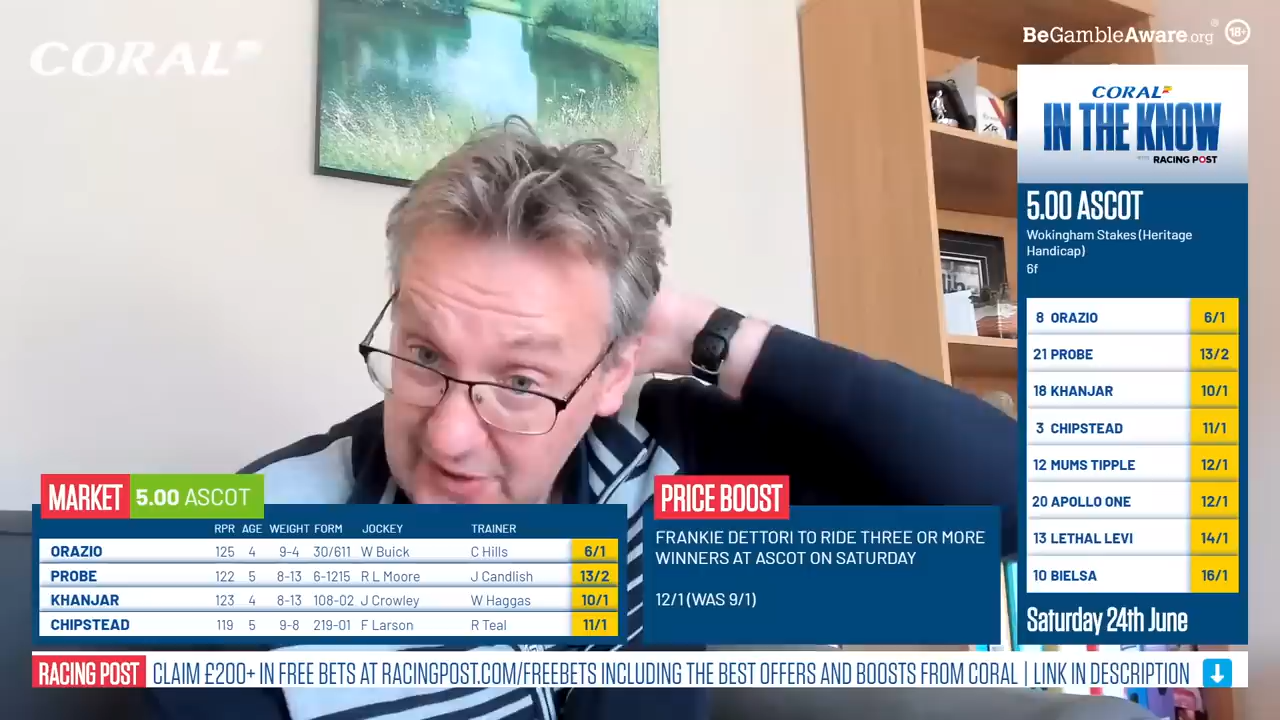 CORAL
BeGambleAware.org® 18+
CORAL
IN THE KNOW
WITH RACING POST
5.00 ASCOT
Wokingham Stakes (Heritage
Handicap)
6f
8 ORAZIO 6/1
21 PROBE 13/2
18 KHANJAR 10/1
3 CHIPSTEAD 11/1
12 MUMS TIPPLE 12/1
20 APOLLO ONE 12/1
13 LETHAL LEVI 14/1
10 BIELSA 16/1
Saturday 24th June
MARKET 5.00 ASCOT
RPR AGE WEIGHT FORM JOCKEY TRAINER
ORAZIO 125 4 9-4 30/611 W Buick C Hills 6/1
PROBE 122 5 8-13 6-1215 R L Moore J Candlish 13/2
KHANJAR 123 4 8-13 108-02 J Crowley W Haggas 10/1
CHIPSTEAD 119 5 9-8 219-01 F Larson R Teal 11/1
PRICE BOOST
FRANKIE DETTORI TO RIDE THREE OR MORE
WINNERS AT ASCOT ON SATURDAY
12/1 (WAS 9/1)
RACING POST CLAIM £200+ IN FREE BETS AT RACINGPOST.COM/FREEBETS INCLUDING THE BEST OFFERS AND BOOSTS FROM CORAL | LINK IN DESCRIPTION